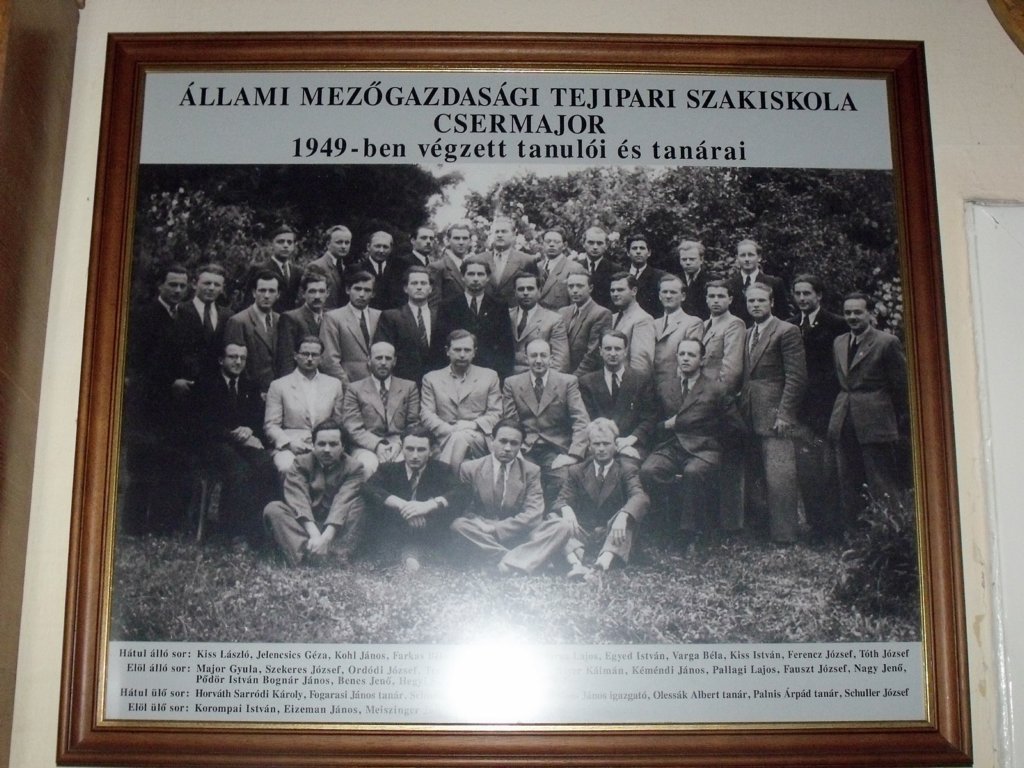 ÁLLAMI MEZŐGAZDASÁGI TEJIPARI SZAKISKOLA
CSERMAJOR
1949-ben végzett tanulói és tanárai
Hátul álló sor: Kiss László, Jelencsics Géza, Kohl János, Farkas Lajos, Egyed István, Varga Béla, Kiss István, Ferencz József, Tóth József
Elöl álló sor: Major Gyula, Szekeres József, Ordódi József, Kálmán, Kéméndi János, Pallagi Lajos, Fauszt József, Nagy Jenő,
Pődör István Bognár János, Benes Jenő,
Hátul ülő sor: Horváth Sarródi Károly, Fogarasi János tanár, János igazgató, Olessák Albert tanár, Palnis Árpád tanár, Schuller József
Elöl ülő sor: Korompai István, Eizeman János, Meiszinger